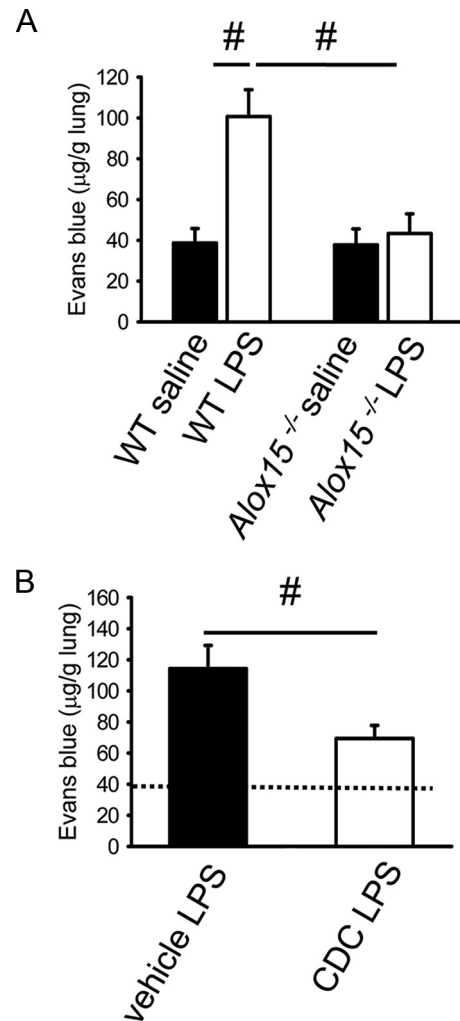 A
# #
Evans blue (µg/g lung)
120
100
80
60
40
20
0
WT saline
WT LPS
Alox15 -/- saline
Alox15 -/- LPS
B
#
Evans blue (µg/g lung)
160
140
120
100
80
60
40
20
0
vehicle LPS
CDC LPS